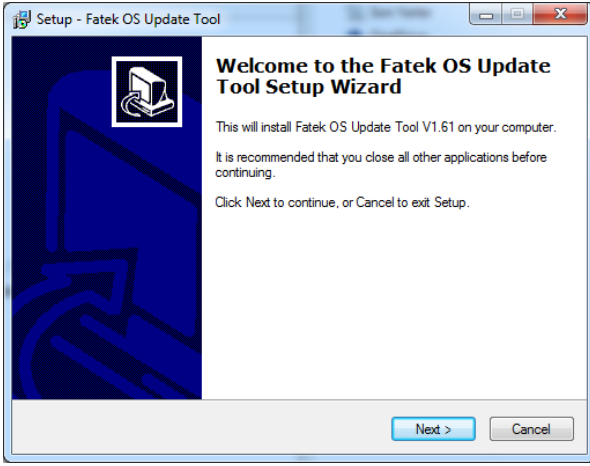 Setup - Fatek OS Update Tool
Welcome to the Fatek OS Update
Tool Setup Wizard
This will install Fatek OS Update Tool V1.61 on your computer.
It is recommended that you close all other applications before
continuing.
Click Next to continue, or Cancel to exit Setup.
Next >
Cancel